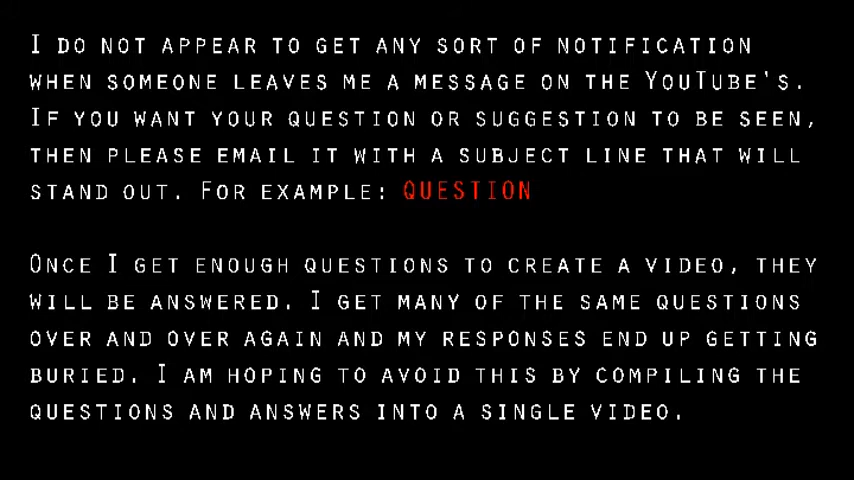 I do not appear to get any sort of notification
when someone leaves me a message on the YouTube's.
If you want your question or suggestion to be seen,
then please email it with a subject line that will
stand out. For example: QUESTION
Once I get enough questions to create a video, they
will be answered. I get many of the same questions
over and over again and my responses end up getting
buried. I am hoping to avoid this by compiling the
questions and answers into a single video.